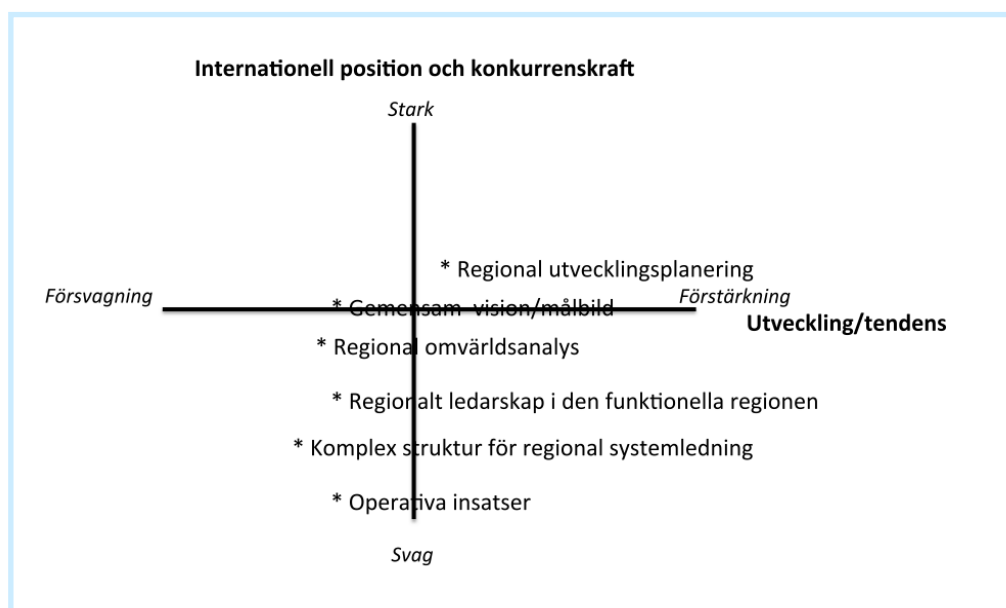 Internationell position och konkurrenskraft
Stark
* Regional utvecklingsplanering
Försvagning
Förstärkning
* Gemensam vision/målbild
Utveckling/tendens
* Regional omvärldsanalys
* Regionalt ledarskap i den funktionella regionen
* Komplex struktur för regional systemledning
* Operativa insatser
Svag